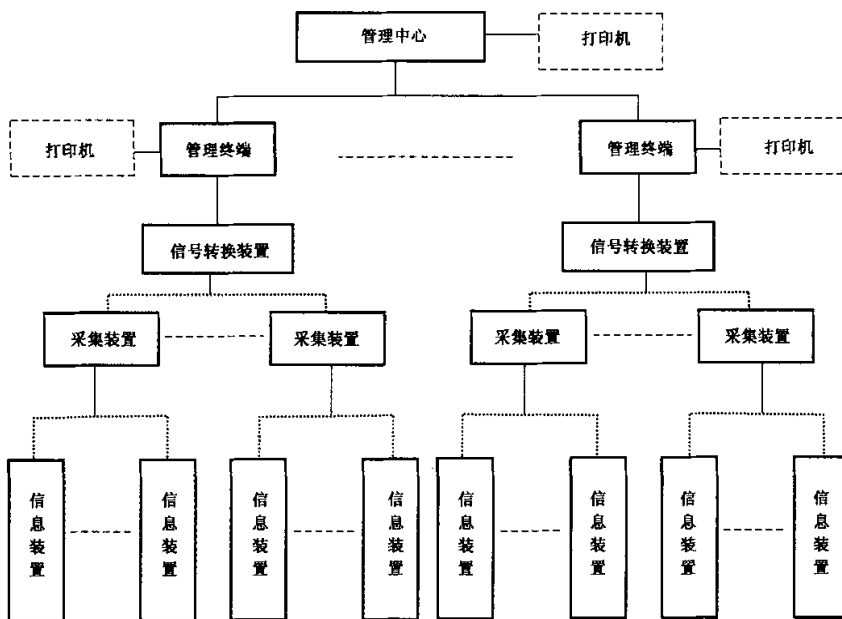 管理中心
打印机
打印机
管理终端
管理终端
打印机
信号转换装置
信号转换装置
采集装置
采集装置
采集装置
采集装置
信息装置
信息装置
信息装置
信息装置
信息装置
信息装置
信息装置
信息装置